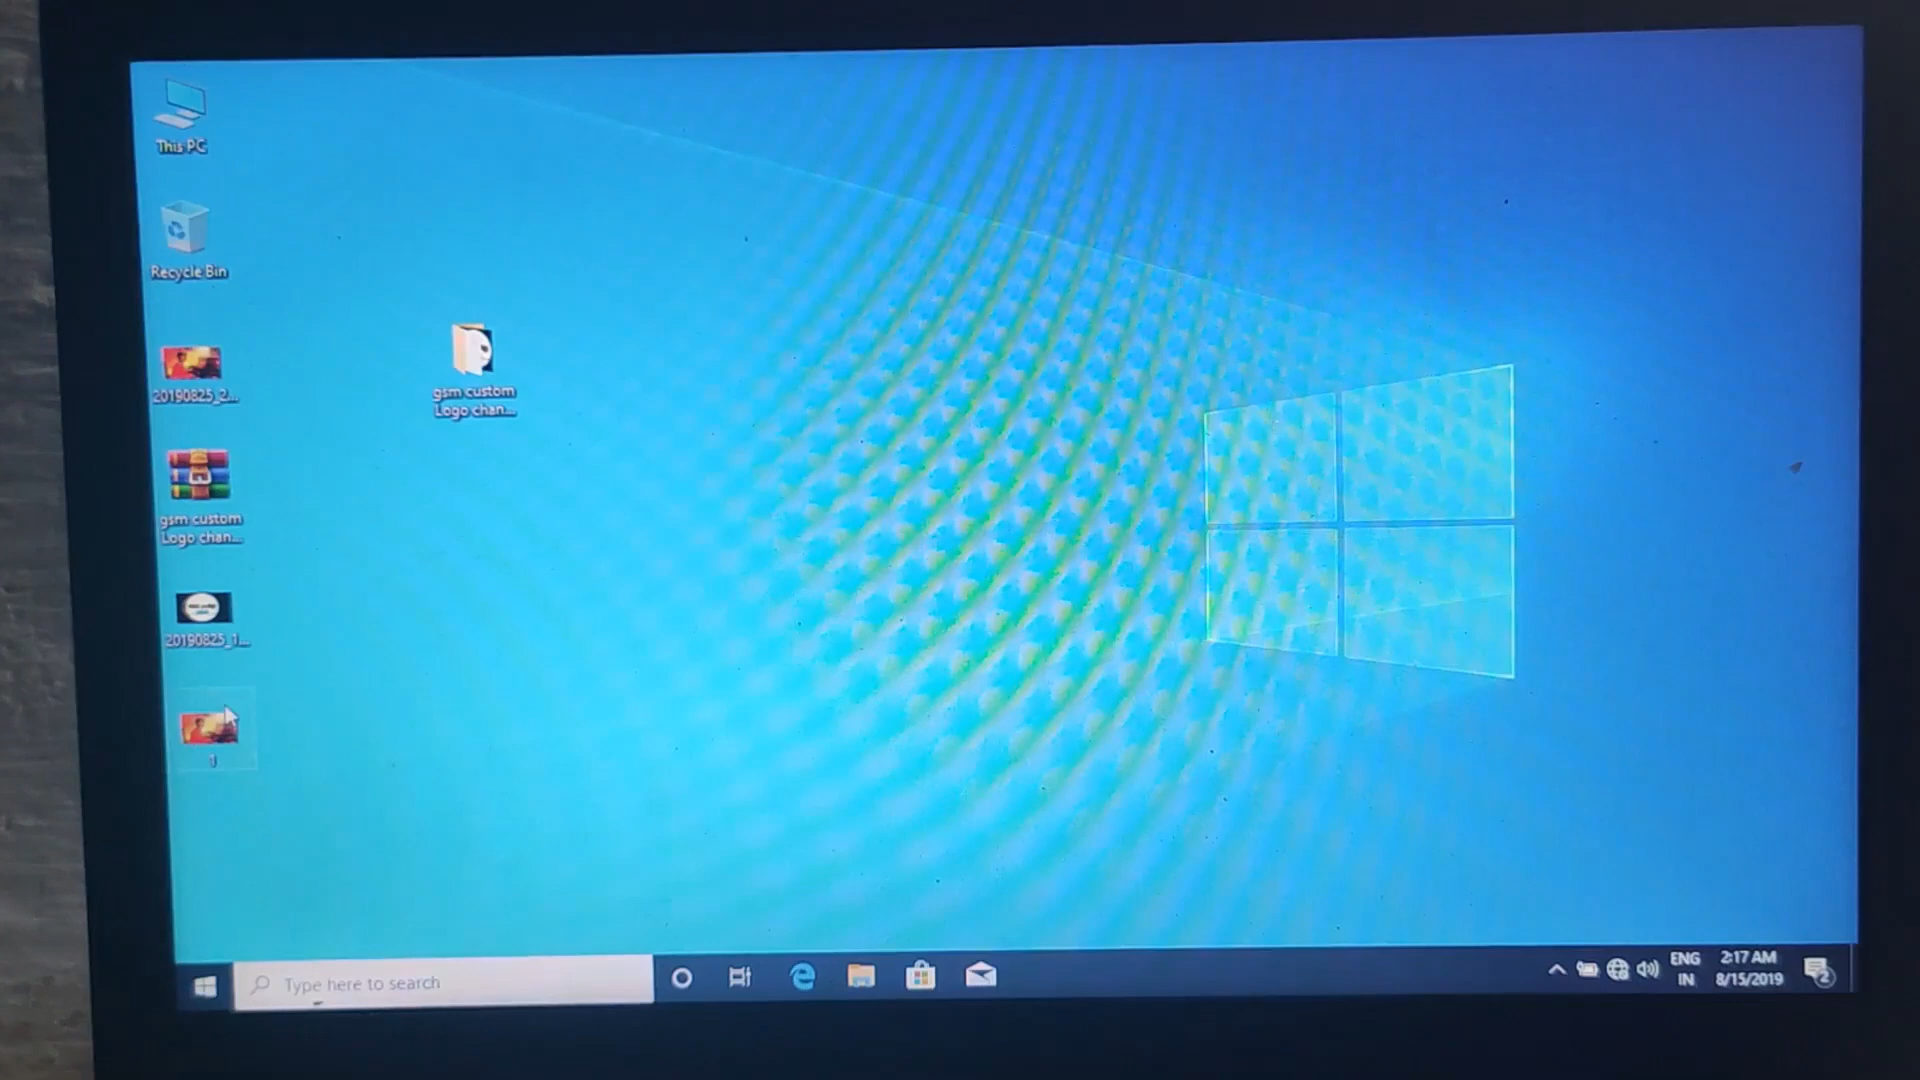 This PC
Recycle Bin
20190825_2...
gsm custom
Logo chan...
gsm custom
Logo chan...
20190825_1...
Type here to search
ENG
IN
2:17 AM
8/15/2019
2